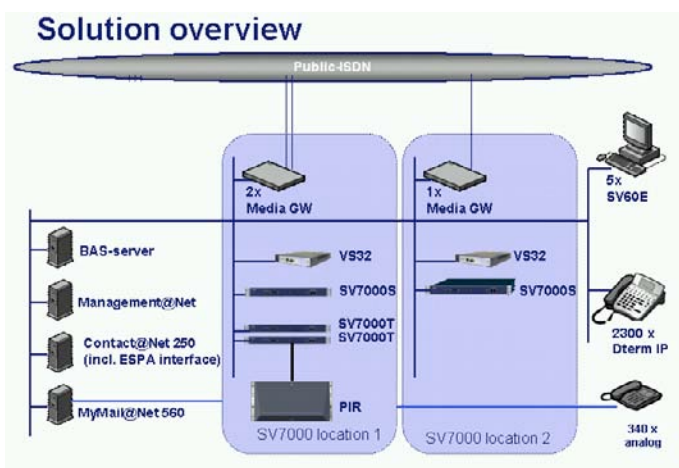 Solution overview
Public-ISDN
2x
Media GW
1x
Media GW
5x
SV60E
BAS-server
VS32
VS32
Management@Net
SV7000S
SV7000S
Contact@Net 250
(incl. ESPA interface)
SV7000T
SV7000T
2300 x
Dterm IP
MyMail@Net 560
PIR
340 x
analog
SV7000 location 1
SV7000 location 2